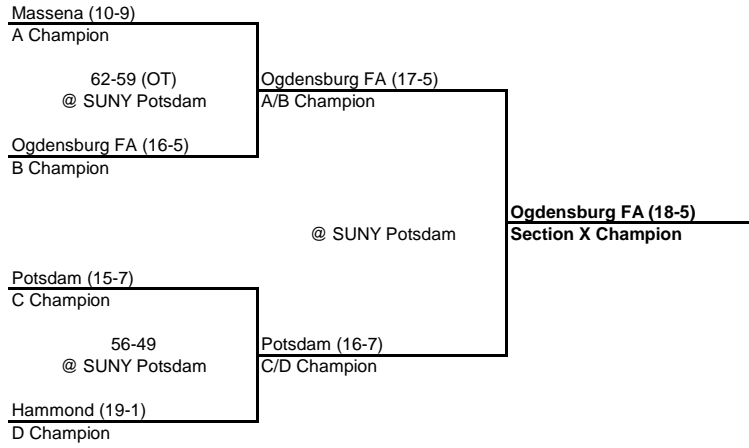 Massena (10-9)
A Champion
62-59 (OT)
@ SUNY Potsdam
Ogdensburg FA (17-5)
A/B Champion
Ogdensburg FA (16-5)
B Champion
@ SUNY Potsdam
Ogdensburg FA (18-5)
Section X Champion
Potsdam (15-7)
C Champion
56-49
@ SUNY Potsdam
Potsdam (16-7)
C/D Champion
Hammond (19-1)
D Champion